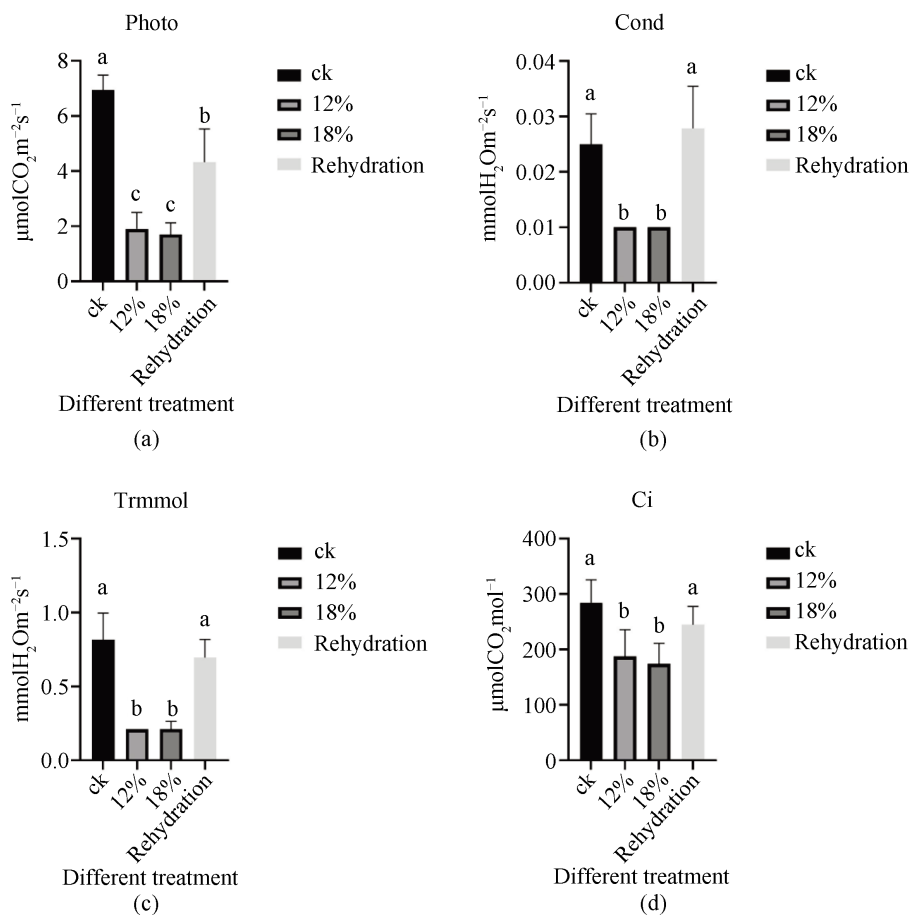 Photo
a
8
6
4
2
0
b
c
c
µmolCO₂m⁻²s⁻¹
ck
12%
18%
Rehydration
ck
12%
18%
Rehydration
Different treatment
(a)
Cond
0.04
0.03
0.02
0.01
0.00
a
b
b
a
mmolH₂Om⁻²s⁻¹
ck
12%
18%
Rehydration
ck
12%
18%
Rehydration
Different treatment
(b)
Trmmol
1.5
1.0
0.5
0.0
a
b
b
a
mmolH₂Om⁻²s⁻¹
ck
12%
18%
Rehydration
ck
12%
18%
Rehydration
Different treatment
(c)
Ci
400
300
200
100
0
a
b
b
a
µmolCO₂mol⁻¹
ck
12%
18%
Rehydration
ck
12%
18%
Rehydration
Different treatment
(d)